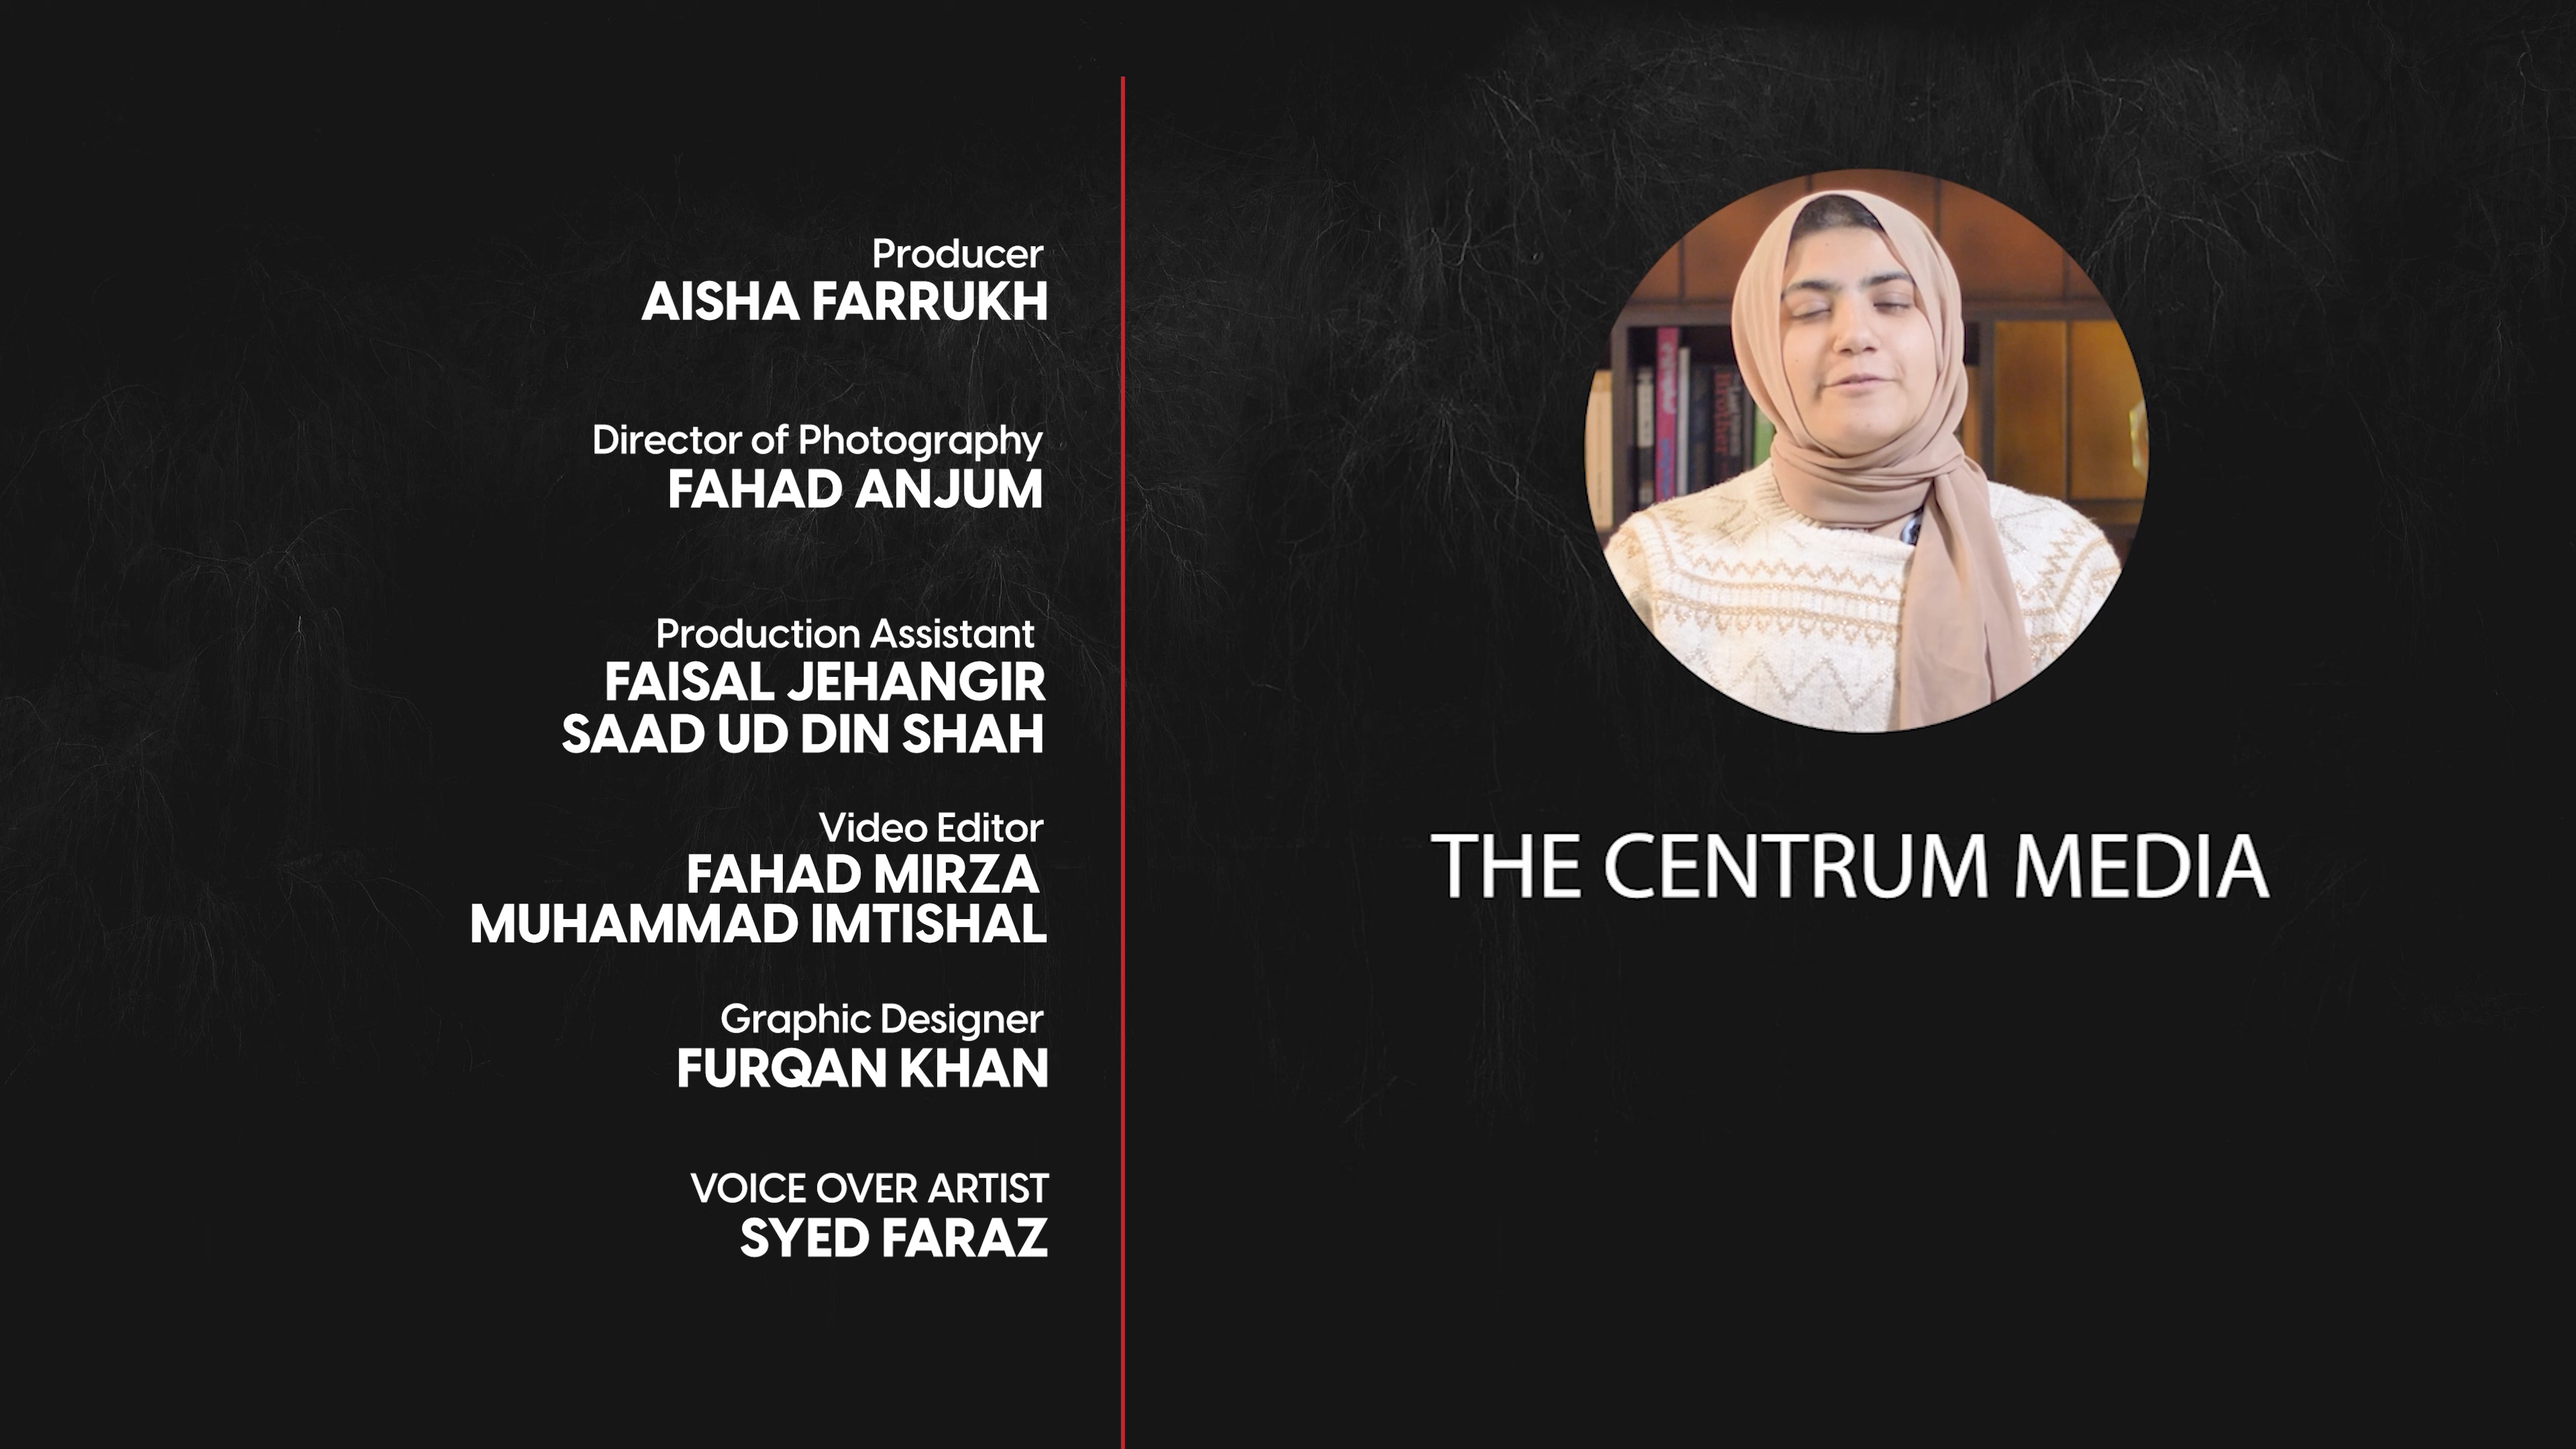 Producer
AISHA FARRUKH
Director of Photography
FAHAD ANJUM
Production Assistant
FAISAL JEHANGIR
SAAD UD DIN SHAH
Video Editor
FAHAD MIRZA
MUHAMMAD IMTISHAL
Graphic Designer
FURQAN KHAN
VOICE OVER ARTIST
SYED FARAZ
THE CENTRUM MEDIA